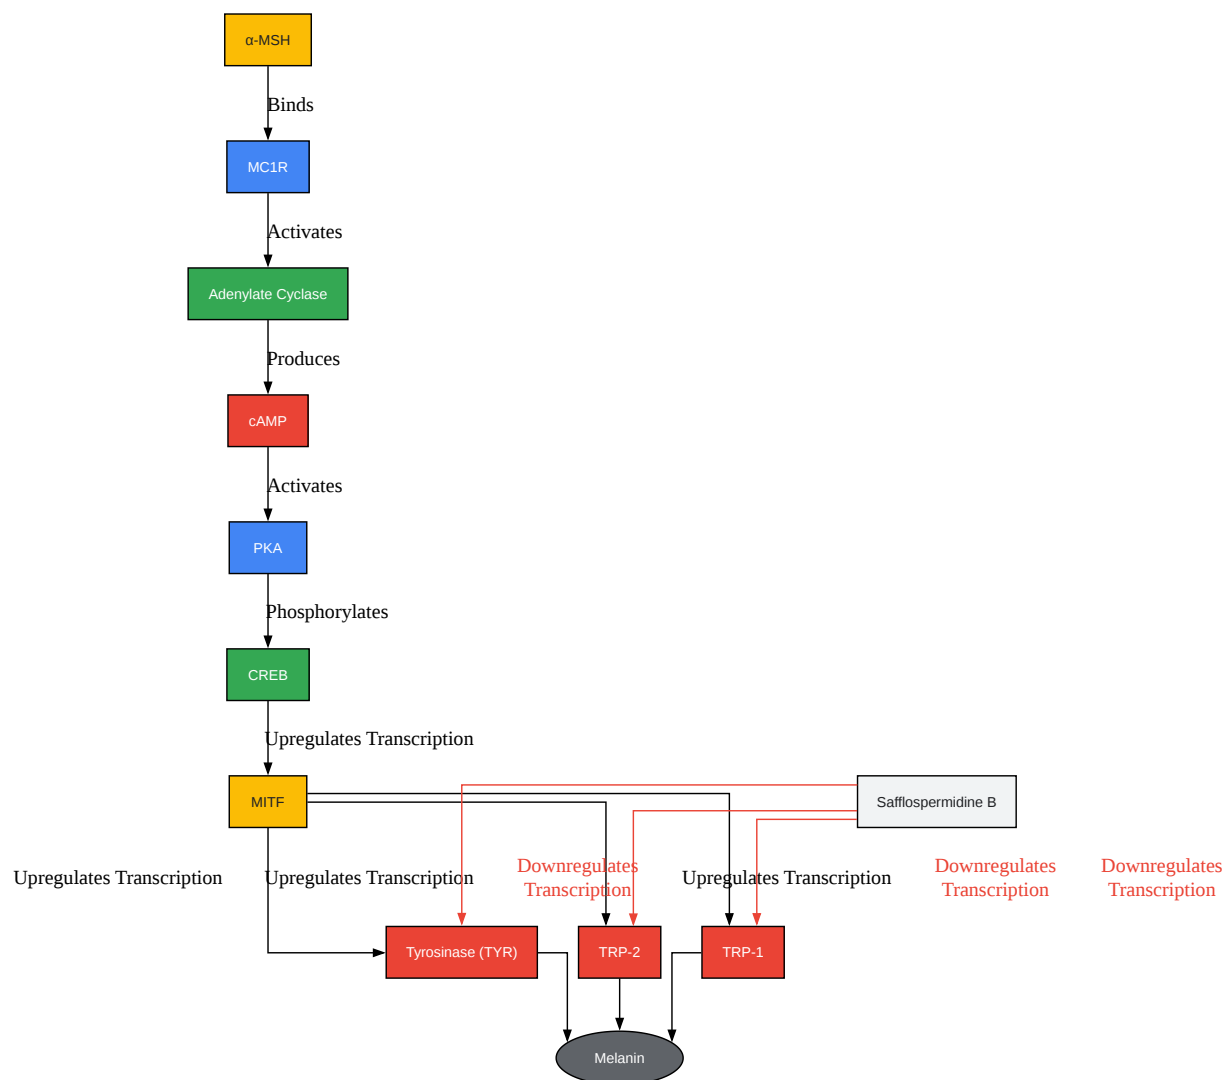 α-MSH
Binds
MC1R
Activates
Adenylate Cyclase
Produces
cAMP
Activates
PKA
Phosphorylates
CREB
Upregulates Transcription
MITF
Safflospermidine B
Upregulates Transcription
Upregulates Transcription
Downregulates
Transcription
Upregulates Transcription
Downregulates
Transcription
Downregulates
Transcription
Tyrosinase (TYR)
TRP-2
TRP-1
Melanin